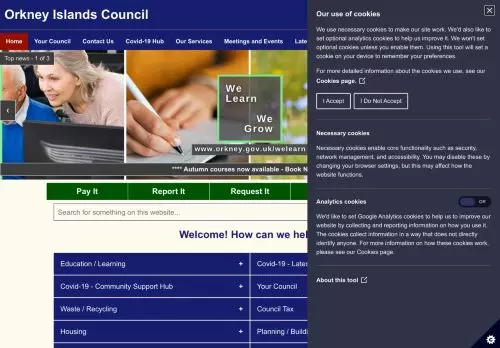 Orkney Islands Council
Home Your Council Contact Us Covid-19 Hub Our Services Meetings and Events
Top news - 1 of 3
We
Learn
We
Grow
www.orkney.gov.uk/welearn
**** Autumn courses now available - Book
Pay It Report It Request It
Search for something on this website...
Welcome! How can we
Education / Learning +
Covid-19 -
Covid-19 - Community Support Hub +
Your Council
Waste / Recycling +
Council Tax
Housing +
Planning /
Our use of cookies
We use necessary cookies to make our site work. We'd also like to
set optional analytics cookies to help us improve it. We won't set
optional cookies unless you enable them. Using this tool will set a
cookie on your device to remember your preferences.
For more detailed information about the cookies we use, see our
Cookies page.
I Accept I Do Not Accept
Necessary cookies
Necessary cookies enable core functionality such as security,
network management, and accessibility. You may disable these by
changing your browser settings, but this may affect how the
website functions.
Analytics cookies Off
We'd like to set Google Analytics cookies to help us to improve our
website by collecting and reporting information on how you use it.
The cookies collect information in a way that does not directly
identify anyone. For more information on how these cookies work,
please see our Cookies page.
About this tool